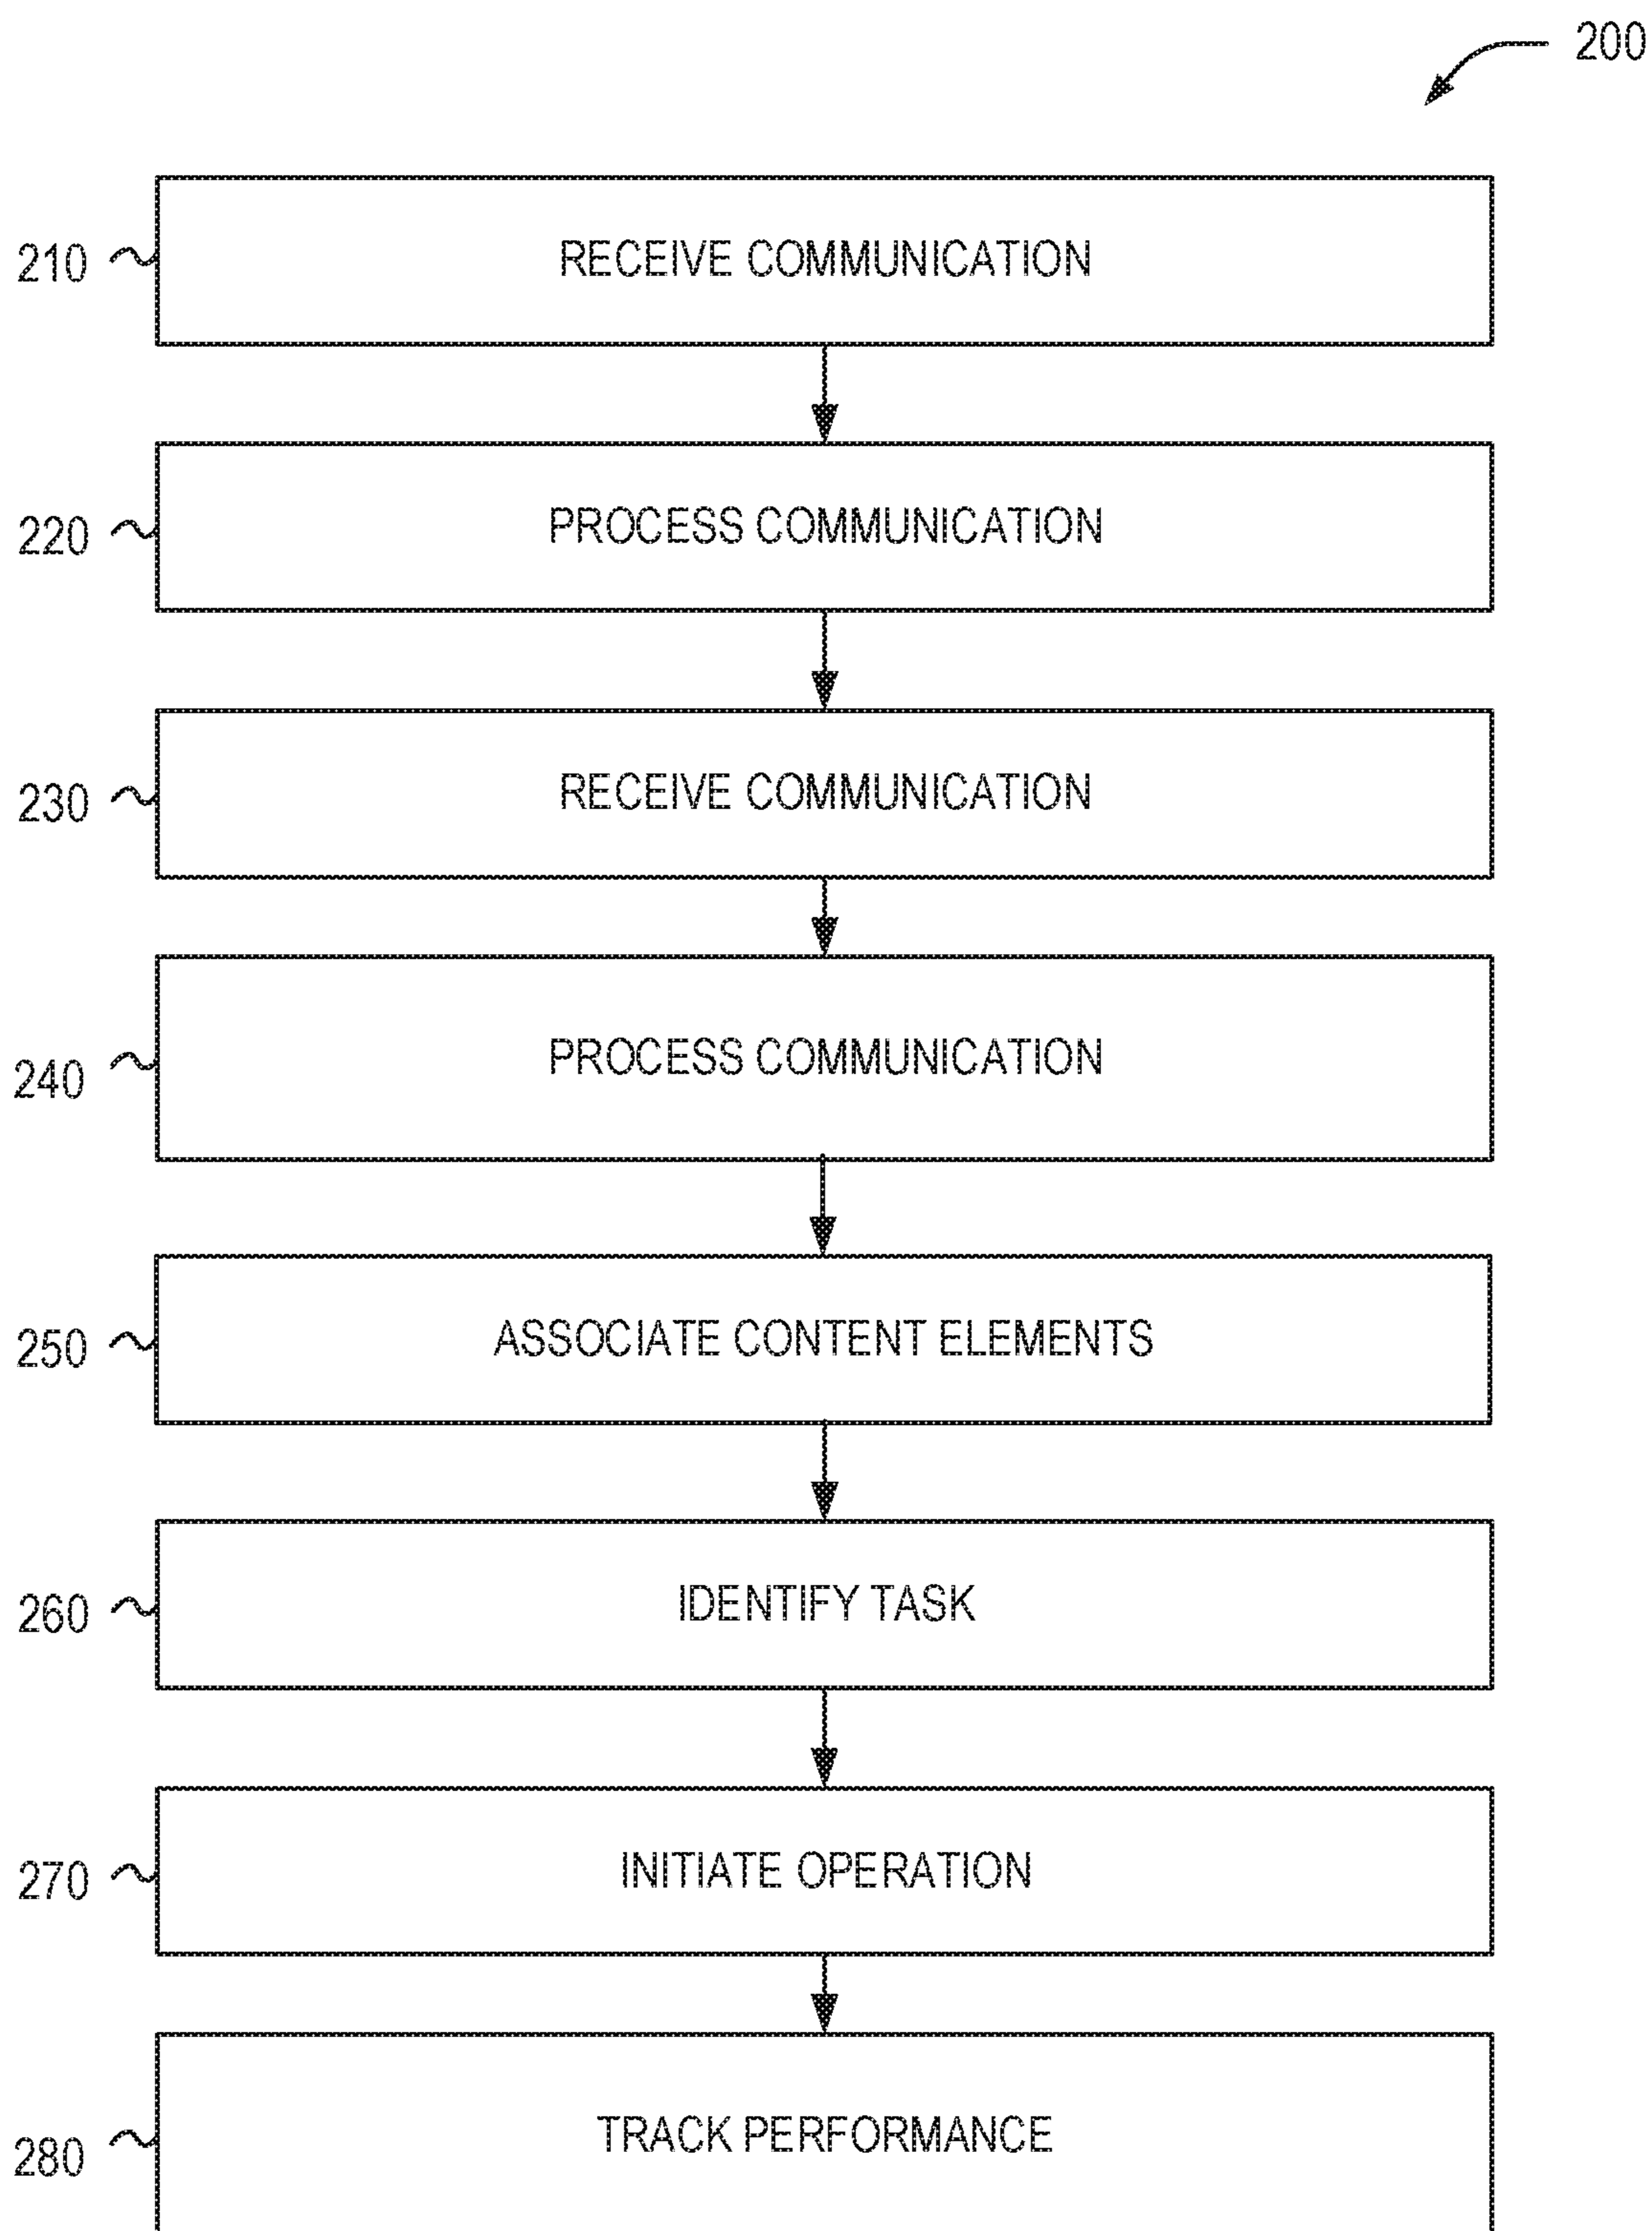 200
210 RECEIVE COMMUNICATION
220 PROCESS COMMUNICATION
230 RECEIVE COMMUNICATION
240 PROCESS COMMUNICATION
250 ASSOCIATE CONTENT ELEMENTS
260 IDENTIFY TASK
270 INITIATE OPERATION
280 TRACK PERFORMANCE